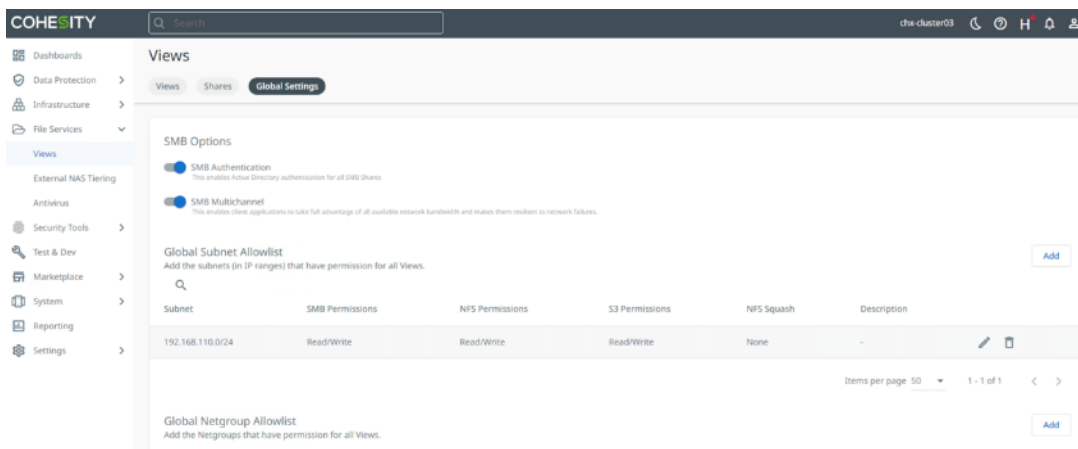 COHESITY
Search
chx-cluster03
H
Dashboards
Data Protection
Infrastructure
File Services
Views
External NAS Tiering
Antivirus
Security Tools
Test & Dev
Marketplace
System
Reporting
Settings
Views
Views Shares Global Settings
SMB Options
SMB Authentication
This enables Active Directory authentication for all SMB Shares
SMB Multichannel
This enables client applications to take full advantage of all available network bandwidth and makes them resilient to network failures.
Global Subnet Allowlist
Add
Add the subnets (in IP ranges) that have permission for all Views.
Subnet SMB Permissions NFS Permissions S3 Permissions NFS Squash Description
192.168.110.0/24 Read/Write Read/Write Read/Write None -
Items per page 50 1 - 1 of 1
Global Netgroup Allowlist
Add
Add the Netgroups that have permission for all Views.